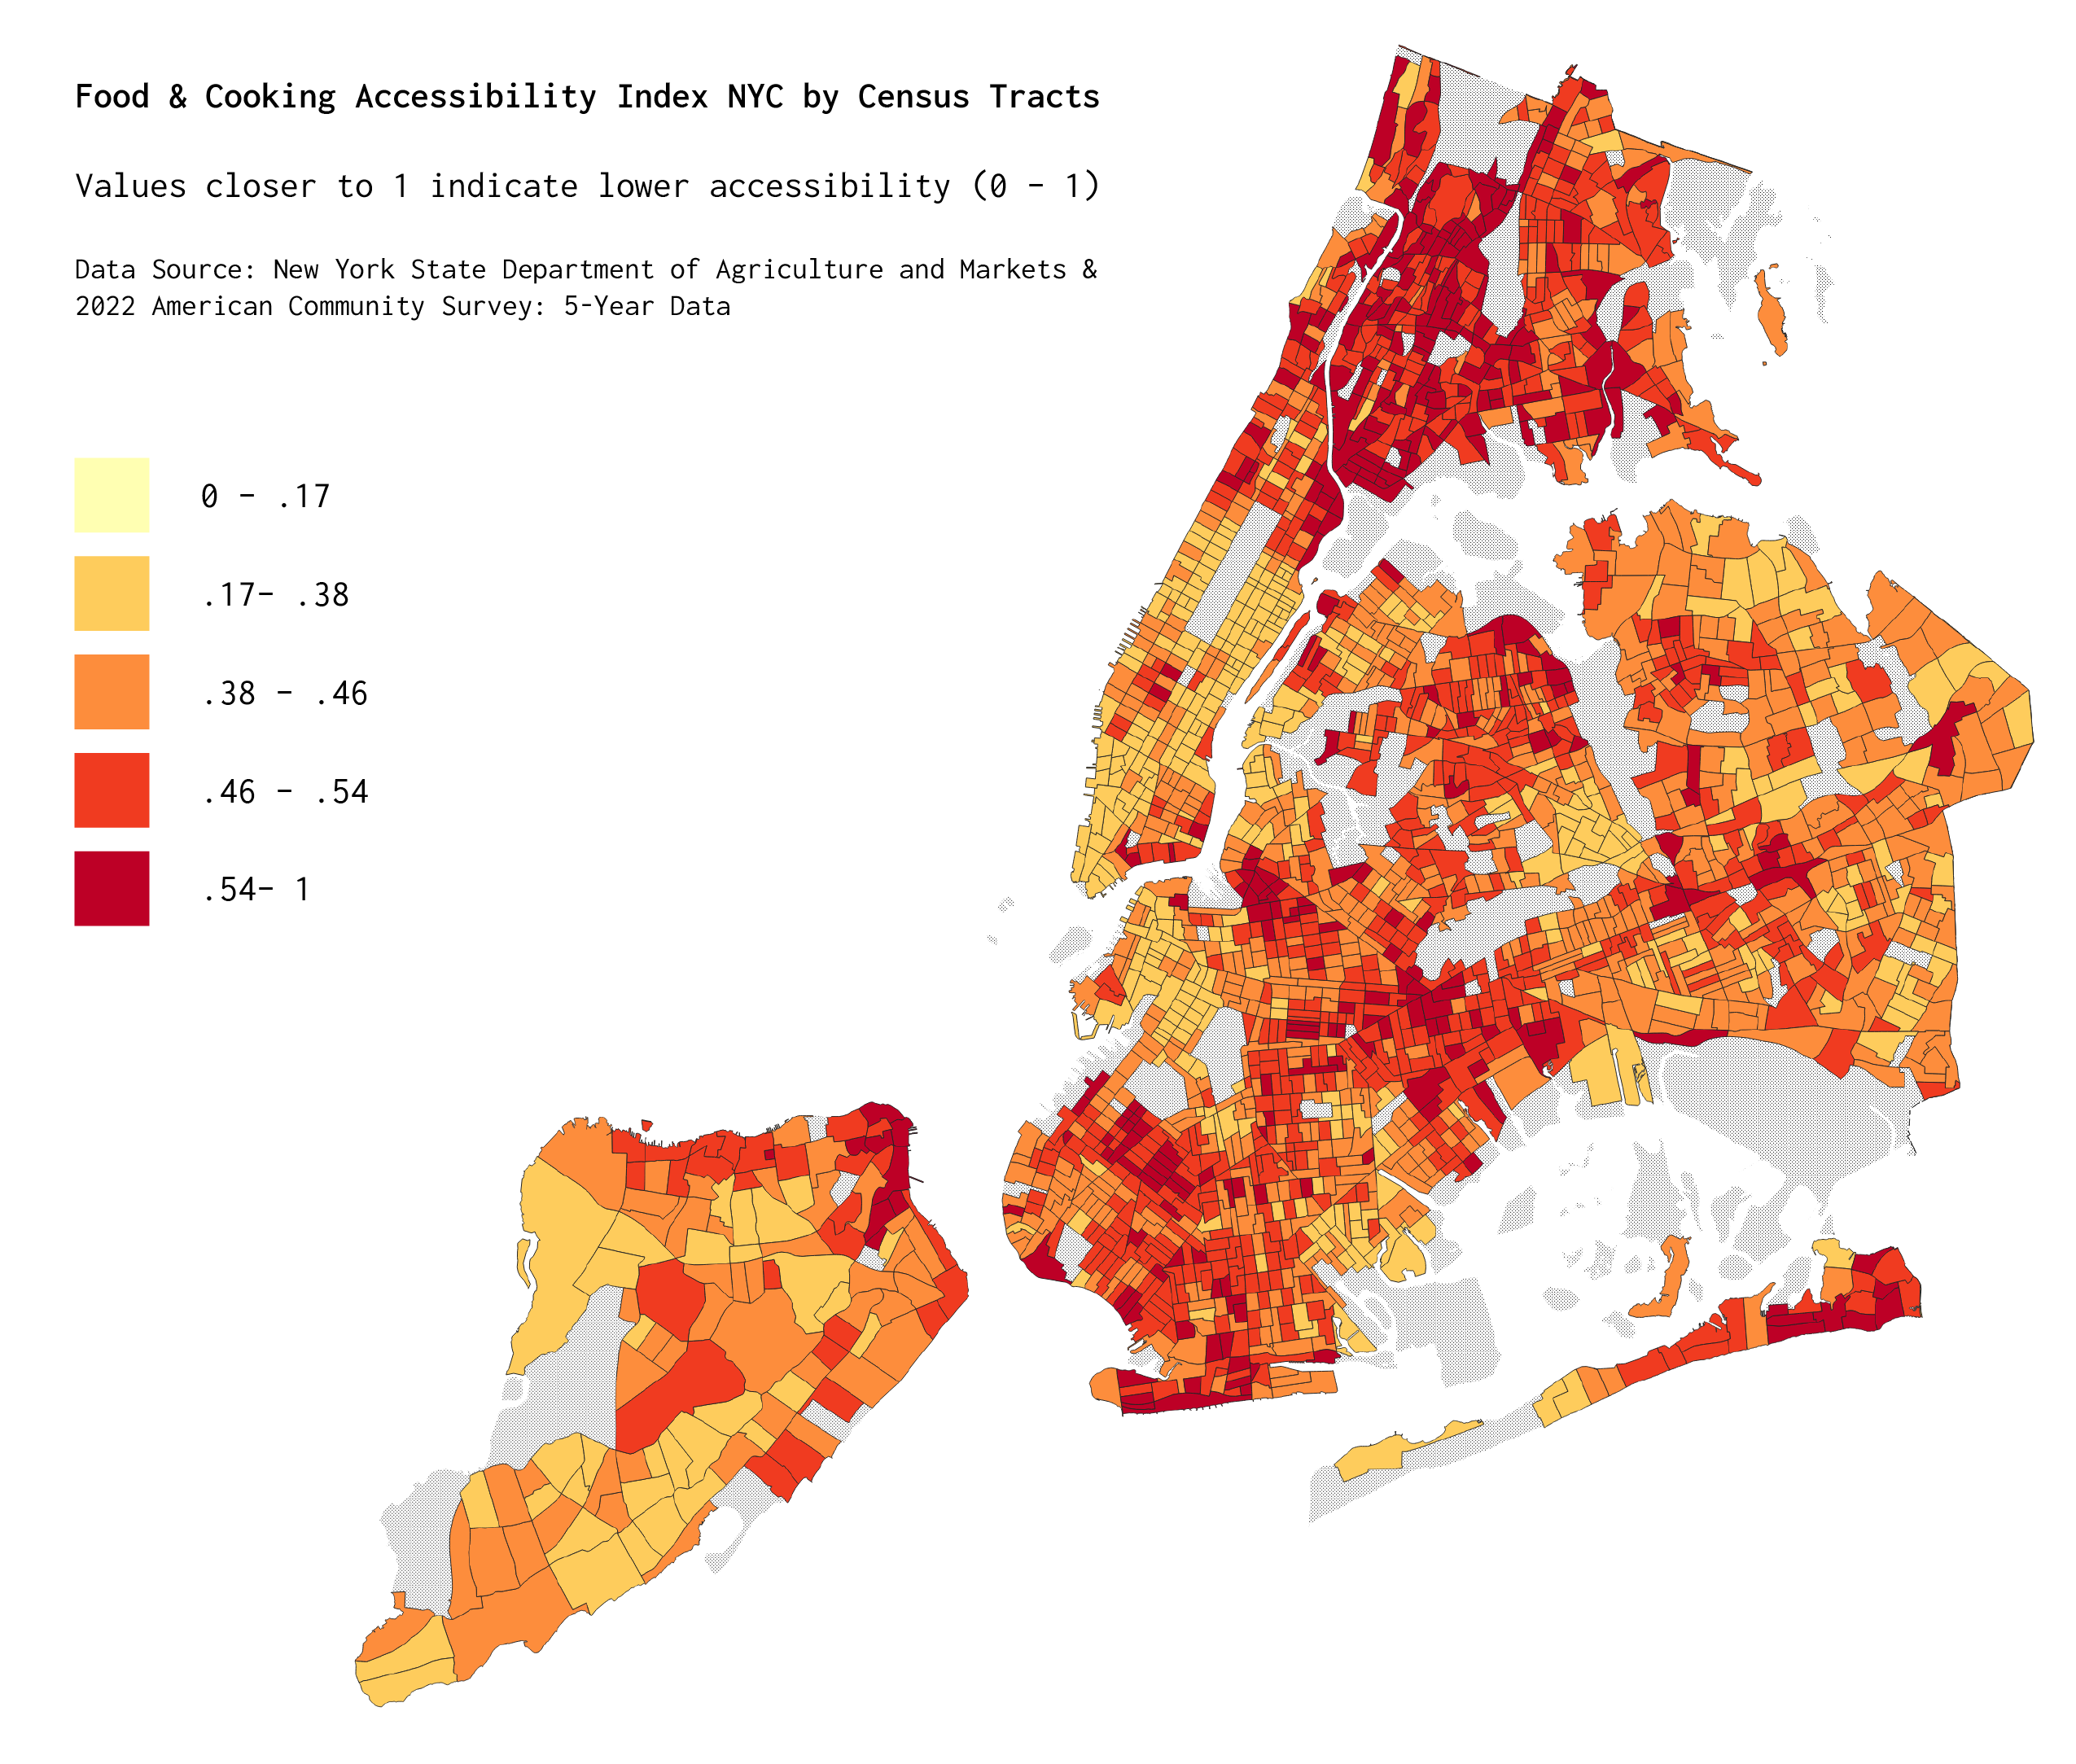 Food & Cooking Accessibility Index NYC by Census Tracts
Values closer to 1 indicate lower accessibility (0 - 1)
Data Source: New York State Department of Agriculture and Markets &
2022 American Community Survey: 5-Year Data
0 - .17
.17- .38
.38 - .46
.46 - .54
.54- 1